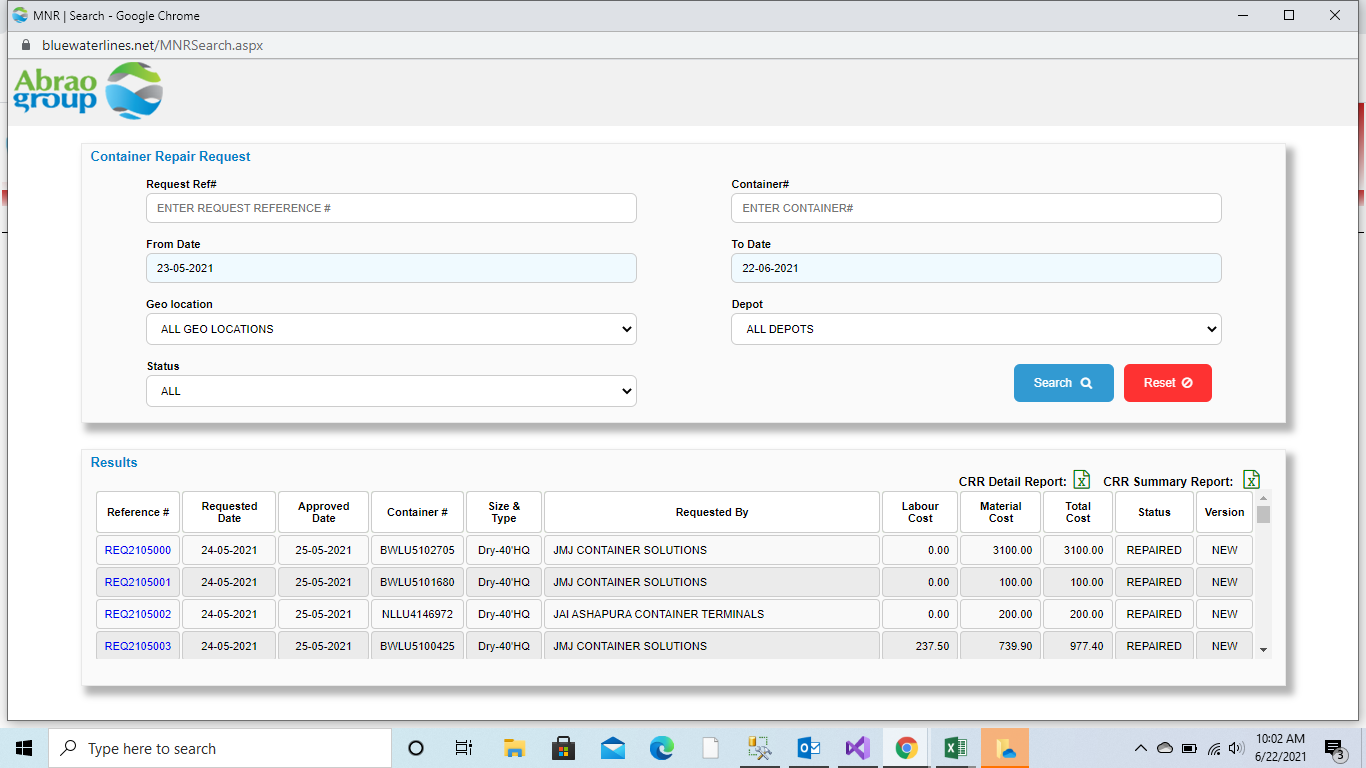 MNR | Search - Google Chrome
bluewaterlines.net/MNRSearch.aspx
Abrao
group
Container Repair Request
Request Ref# Container#
ENTER REQUEST REFERENCE # ENTER CONTAINER#
From Date To Date
23-05-2021 22-06-2021
Geo location Depot
ALL GEO LOCATIONS ALL DEPOTS
Status
ALL Search Reset
Results
CRR Detail Report: CRR Summary Report:
Reference # Requested Date Approved Date Container # Size & Type Requested By Labour Cost Material Cost Total Cost Status Version
REQ2105000 24-05-2021 25-05-2021 BWLU5102705 Dry-40'HQ JMJ CONTAINER SOLUTIONS 0.00 3100.00 3100.00 REPAIRED NEW
REQ2105001 24-05-2021 25-05-2021 BWLU5101680 Dry-40'HQ JMJ CONTAINER SOLUTIONS 0.00 100.00 100.00 REPAIRED NEW
REQ2105002 24-05-2021 25-05-2021 NLLU4146972 Dry-40'HQ JAI ASHAPURA CONTAINER TERMINALS 0.00 200.00 200.00 REPAIRED NEW
REQ2105003 24-05-2021 25-05-2021 BWLU5100425 Dry-40'HQ JMJ CONTAINER SOLUTIONS 237.50 739.90 977.40 REPAIRED NEW
Type here to search
10:02 AM
6/22/2021
3